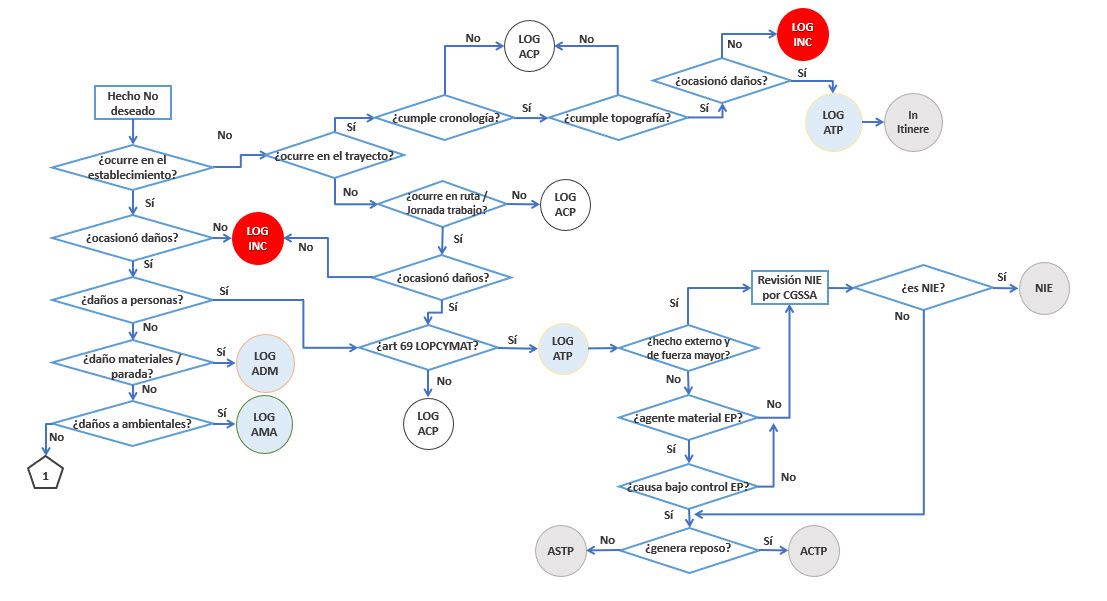 Hecho No
deseado
¿ocurre en el
establecimiento?
No
Sí
¿ocurre en el trayecto?
Sí
No
¿cumple cronología?
No
Sí
LOG
ACP
¿cumple topografía?
No
Sí
¿ocasionó daños?
No
Sí
LOG
INC
LOG
ATP
In
Itinere
¿ocurre en ruta /
Jornada trabajo?
No
Sí
LOG
ACP
¿ocasionó daños?
No
Sí
LOG
INC
¿ocasionó daños?
No
Sí
¿daños a personas?
Sí
No
¿daño materiales /
parada?
Sí
No
LOG
ADM
¿daños a ambientales?
Sí
No
LOG
AMA
1
¿art 69 LOPCYMAT?
Sí
No
LOG
ACP
LOG
ATP
¿hecho externo y
de fuerza mayor?
Sí
No
Revisión NIE
por CGSSA
¿es NIE?
Sí
No
NIE
¿agente material EP?
No
Sí
¿causa bajo control EP?
No
Sí
¿genera reposo?
No
Sí
ASTP
ACTP